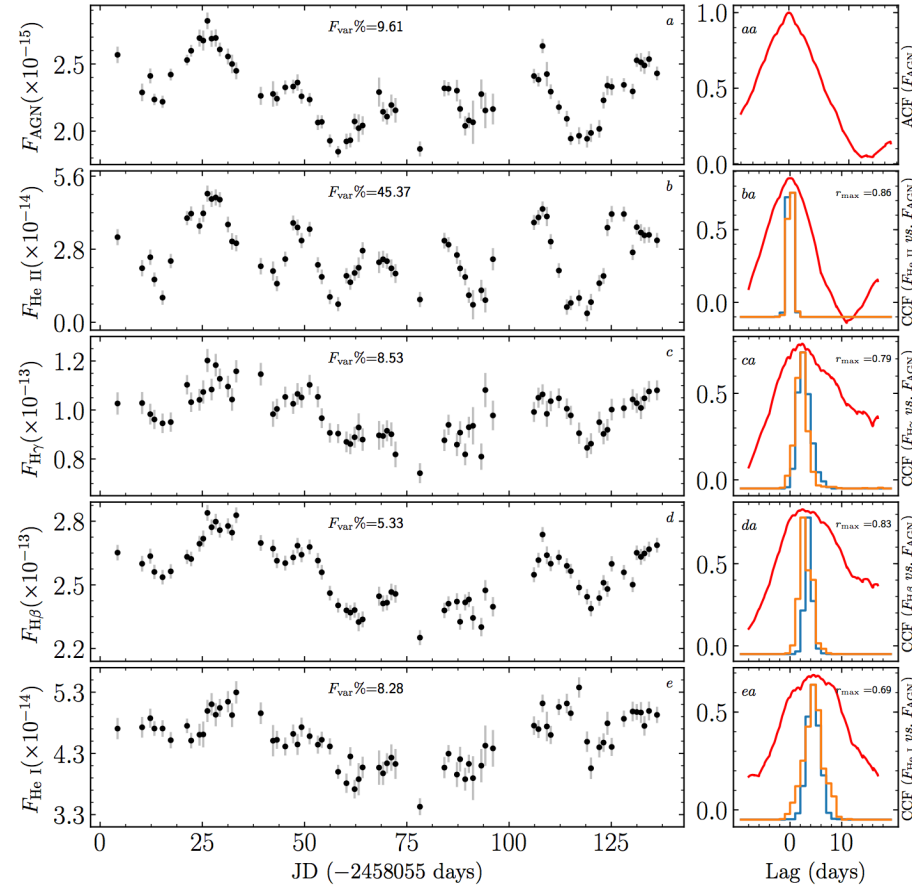 F_AGN(×10^−15)
2.5
2.0
F_var%=9.61
a
1.0
0.5
0.0
aa
ACF (F_AGN)
F_He II(×10^−14)
5.6
2.8
0.0
F_var%=45.37
b
0.5
0.0
ba
r_max=0.86
CCF (F_He II vs. F_AGN)
F_Hγ(×10^−13)
1.2
1.0
0.8
F_var%=8.53
c
0.5
0.0
ca
r_max=0.79
CCF (F_Hγ vs. F_AGN)
F_Hβ(×10^−13)
2.8
2.5
2.2
F_var%=5.33
d
0.5
0.0
da
r_max=0.83
CCF (F_Hβ vs. F_AGN)
F_He I(×10^−14)
5.3
4.3
3.3
F_var%=8.28
e
0.5
0.0
ea
r_max=0.69
CCF (F_He I vs. F_AGN)
0 25 50 75 100 125
0 10
JD (−2458055 days)
Lag (days)